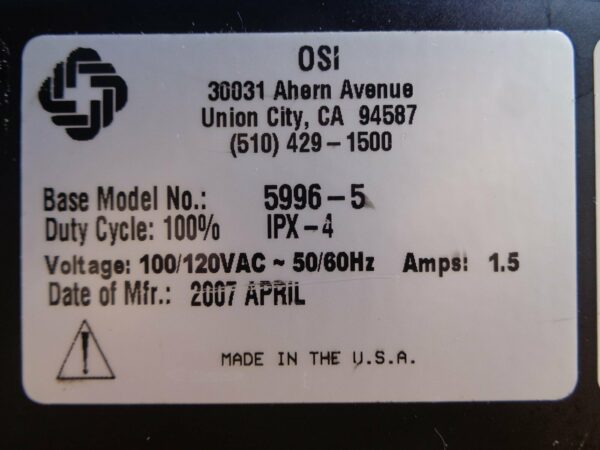 OSI
30031 Ahern Avenue
Union City, CA 94587
(510) 429-1500
Base Model No.: 5996-5
Duty Cycle: 100% IPX-4
Voltage: 100/120VAC ~ 50/60Hz Amps: 1.5
Date of Mfr.: 2007 APRIL
MADE IN THE U.S.A.